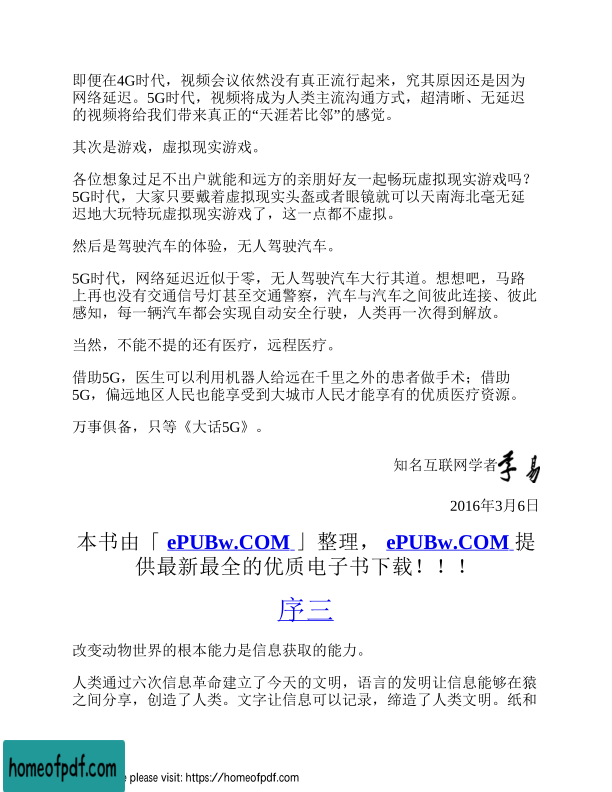 即便在4G时代，视频会议依然没有真正流行起来，究其原因还是因为
网络延迟。5G时代，视频将成为人类主流沟通方式，超清晰、无延迟
的视频将给我们带来真正的“天涯若比邻”的感觉。
其次是游戏，虚拟现实游戏。
各位想象过足不出户就能和远方的亲朋好友一起畅玩虚拟现实游戏吗？
5G时代，大家只要戴着虚拟现实头盔或者眼镜就可以天南海北毫无延
迟地大玩特玩虚拟现实游戏了，这一点都不虚拟。
然后是驾驶汽车的体验，无人驾驶汽车。
5G时代，网络延迟近似于零，无人驾驶汽车大行其道。想想吧，马路
上再也没有交通信号灯甚至交通警察，汽车与汽车之间彼此连接、彼此
感知，每一辆汽车都会实现自动安全行驶，人类再一次得到解放。
当然，不能不提的还有医疗，远程医疗。
借助5G，医生可以利用机器人给远在千里之外的患者做手术；借助
5G，偏远地区人民也能享受到大城市人民才能享有的优质医疗资源。
万事俱备，只等《大话5G》。
知名互联网学者李易
2016年3月6日
本书由「 ePUBw.COM 」整理， ePUBw.COM 提
供最新最全的优质电子书下载！！！
序三
改变动物世界的根本能力是信息获取的能力。
人类通过六次信息革命建立了今天的文明，语言的发明让信息能够在猿
之间分享，创造了人类。文字让信息可以记录，缔造了人类文明。纸和
homeofpdf.com
please visit: https://homeofpdf.com